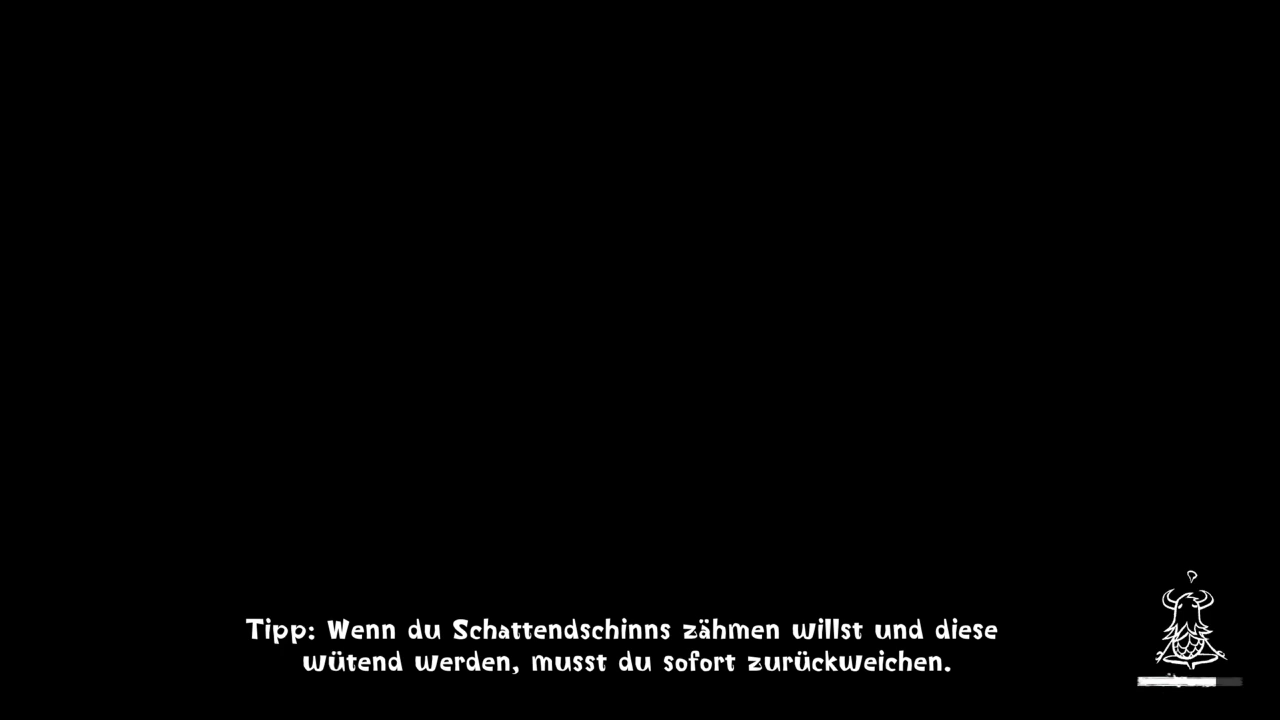 Tipp: Wenn du Schattendschinns zähmen willst und diese
wütend werden, musst du sofort zurückweichen.